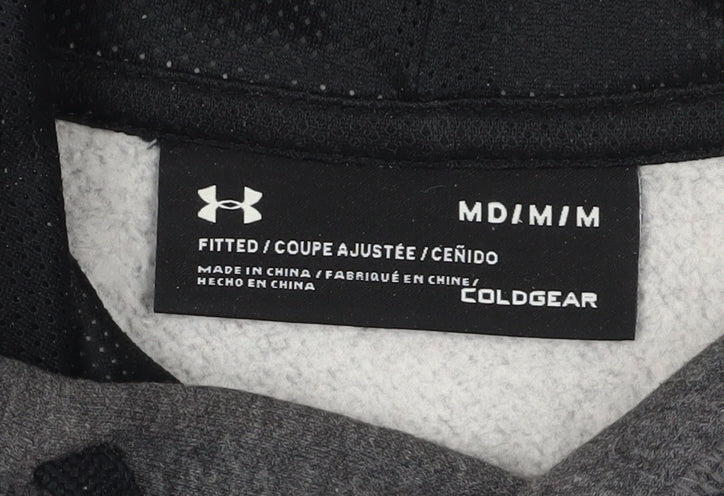 MD/M/M
FITTED / COUPE AJUSTÉE / CEÑIDO
MADE IN CHINA / FABRIQUÉ EN CHINE/
HECHO EN CHINA
COLDGEAR